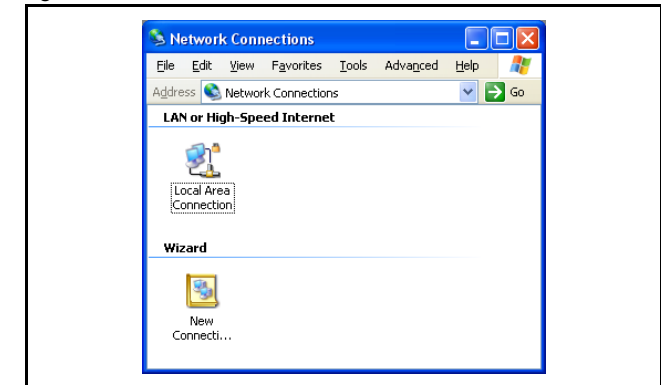 Network Connections
File Edit View Favorites Tools Advanced Help
Address Network Connections Go
LAN or High-Speed Internet
Local Area
Connection
Wizard
New
Connecti...